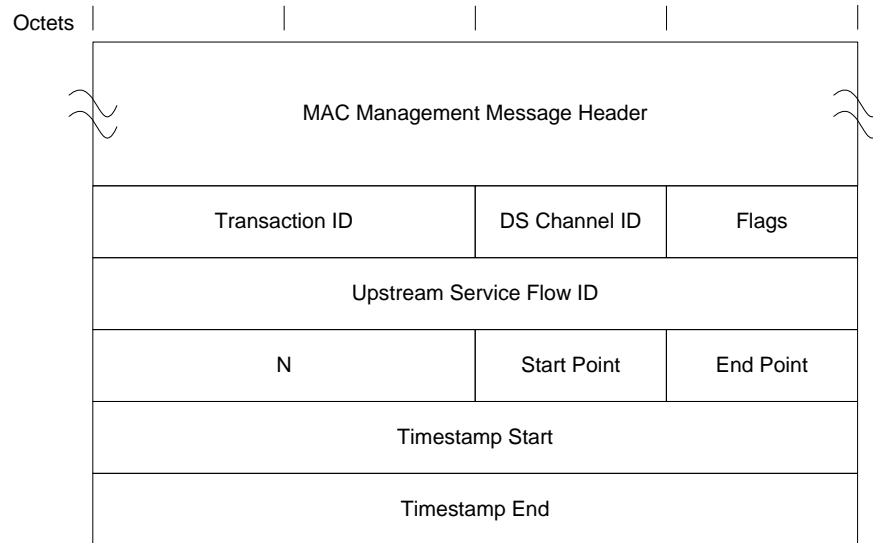 Octets
MAC Management Message Header
Transaction ID
DS Channel ID
Flags
Upstream Service Flow ID
N
Start Point
End Point
Timestamp Start
Timestamp End